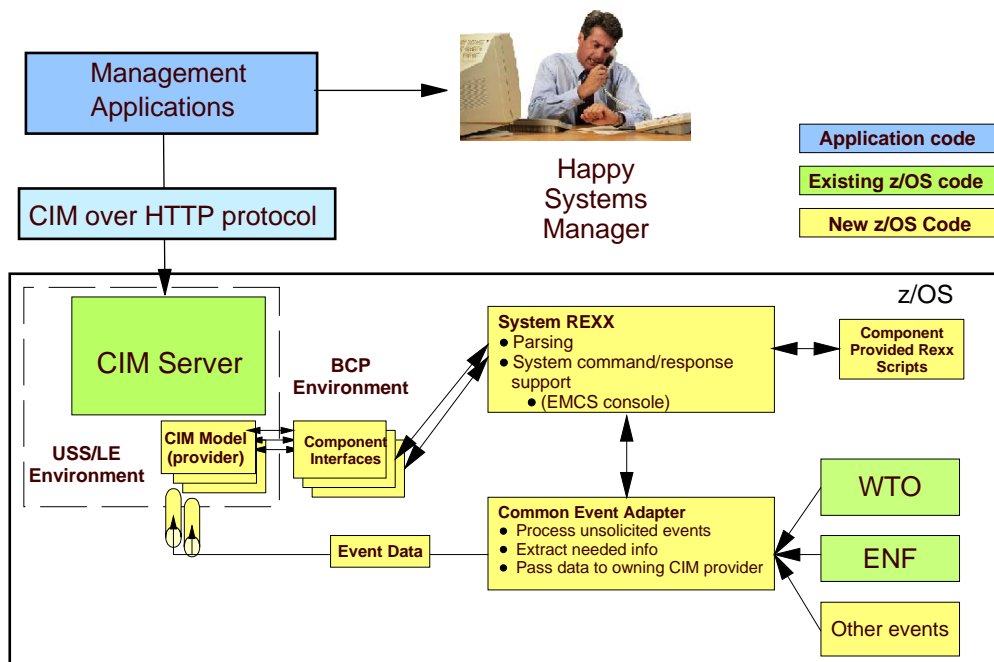 Management
Applications
Happy
Systems
Manager
Application code
Existing z/OS code
New z/OS Code
CIM over HTTP protocol
z/OS
CIM Server
BCP
Environment
USS/LE
Environment
CIM Model
(provider)
Component
Interfaces
System REXX
● Parsing
● System command/response
support
● (EMCS console)
Component
Provided Rexx
Scripts
Common Event Adapter
● Process unsolicited events
● Extract needed info
● Pass data to owning CIM provider
Event Data
WTO
ENF
Other events